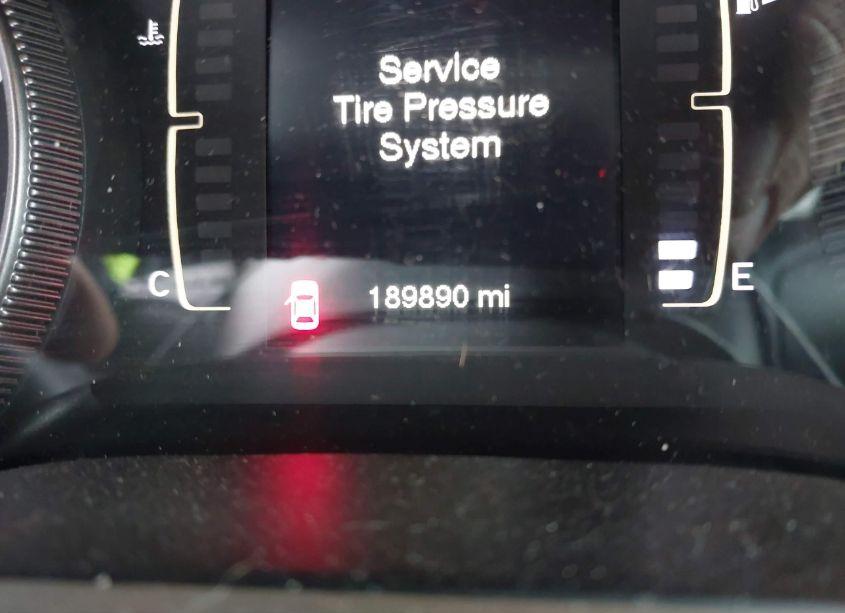 Service
Tire Pressure
System
C
E
189890 mi